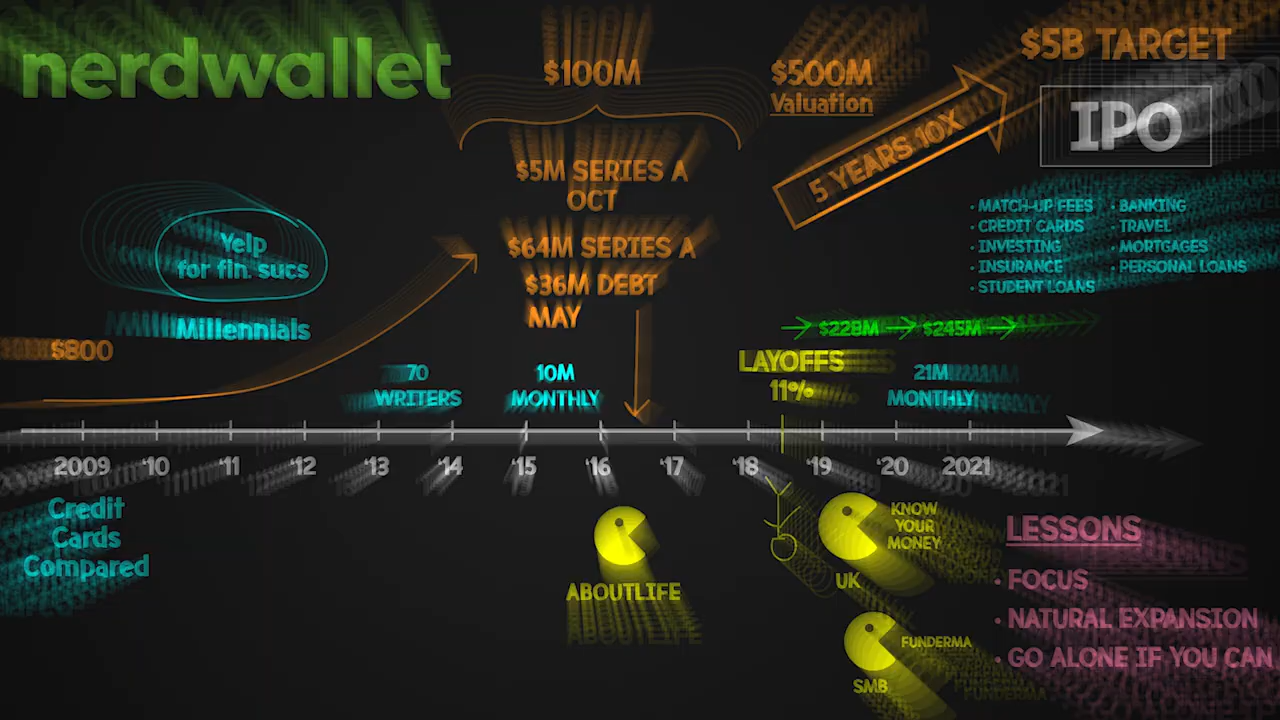 nerdwallet
$100M
$500M
Valuation
$5B TARGET
IPO
5 YEARS 10X
$5M SERIES A
OCT
$64M SERIES A
$36M DEBT
MAY
Yelp
for fin. sucs
Millennials
$800
• MATCH-UP FEES
• CREDIT CARDS
• INVESTING
• INSURANCE
• STUDENT LOANS
• BANKING
• TRAVEL
• MORTGAGES
• PERSONAL LOANS
$228M
$245M
70
WRITERS
10M
MONTHLY
LAYOFFS
11%
21M
MONTHLY
2009 '10 '11 '12 '13 '14 '15 '16 '17 '18 '19 '20 2021
Credit
Cards
Compared
ABOUTLIFE
KNOW
YOUR
MONEY
UK
FUNDERMA
SMB
LESSONS
• FOCUS
• NATURAL EXPANSION
• GO ALONE IF YOU CAN